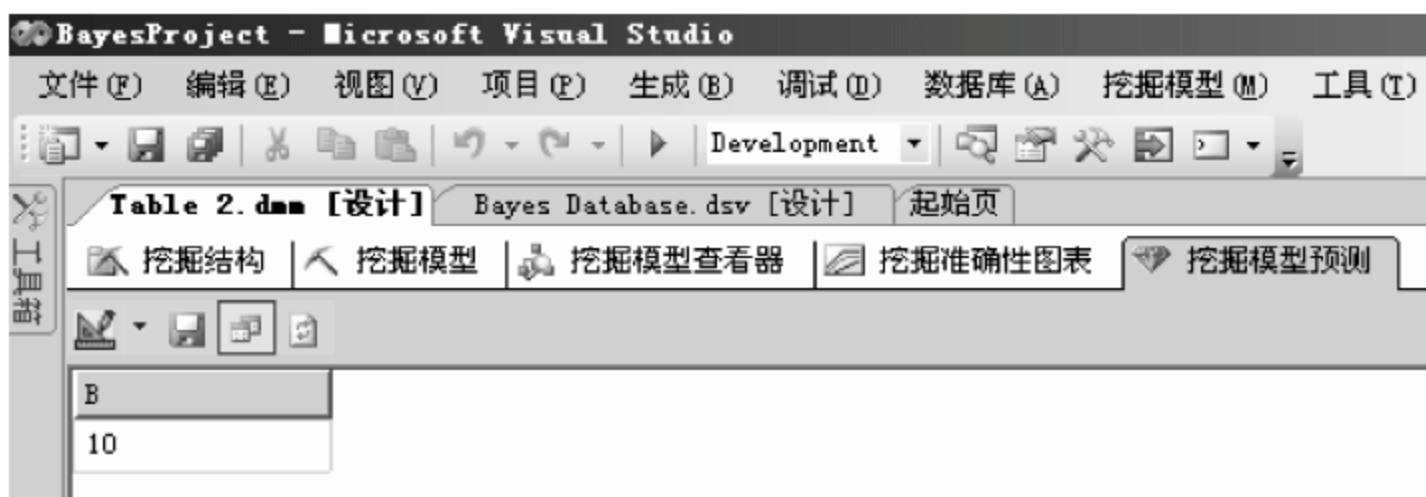 BayesProject - Microsoft Visual Studio
文件(F) 编辑(E) 视图(V) 项目(P) 生成(B) 调试(D) 数据库(A) 挖掘模型(M) 工具(T)
Development
Table 2.dmm [设计] Bayes Database.dsv [设计] 起始页
工具箱
挖掘结构 挖掘模型 挖掘模型查看器 挖掘准确性图表 挖掘模型预测
B
10